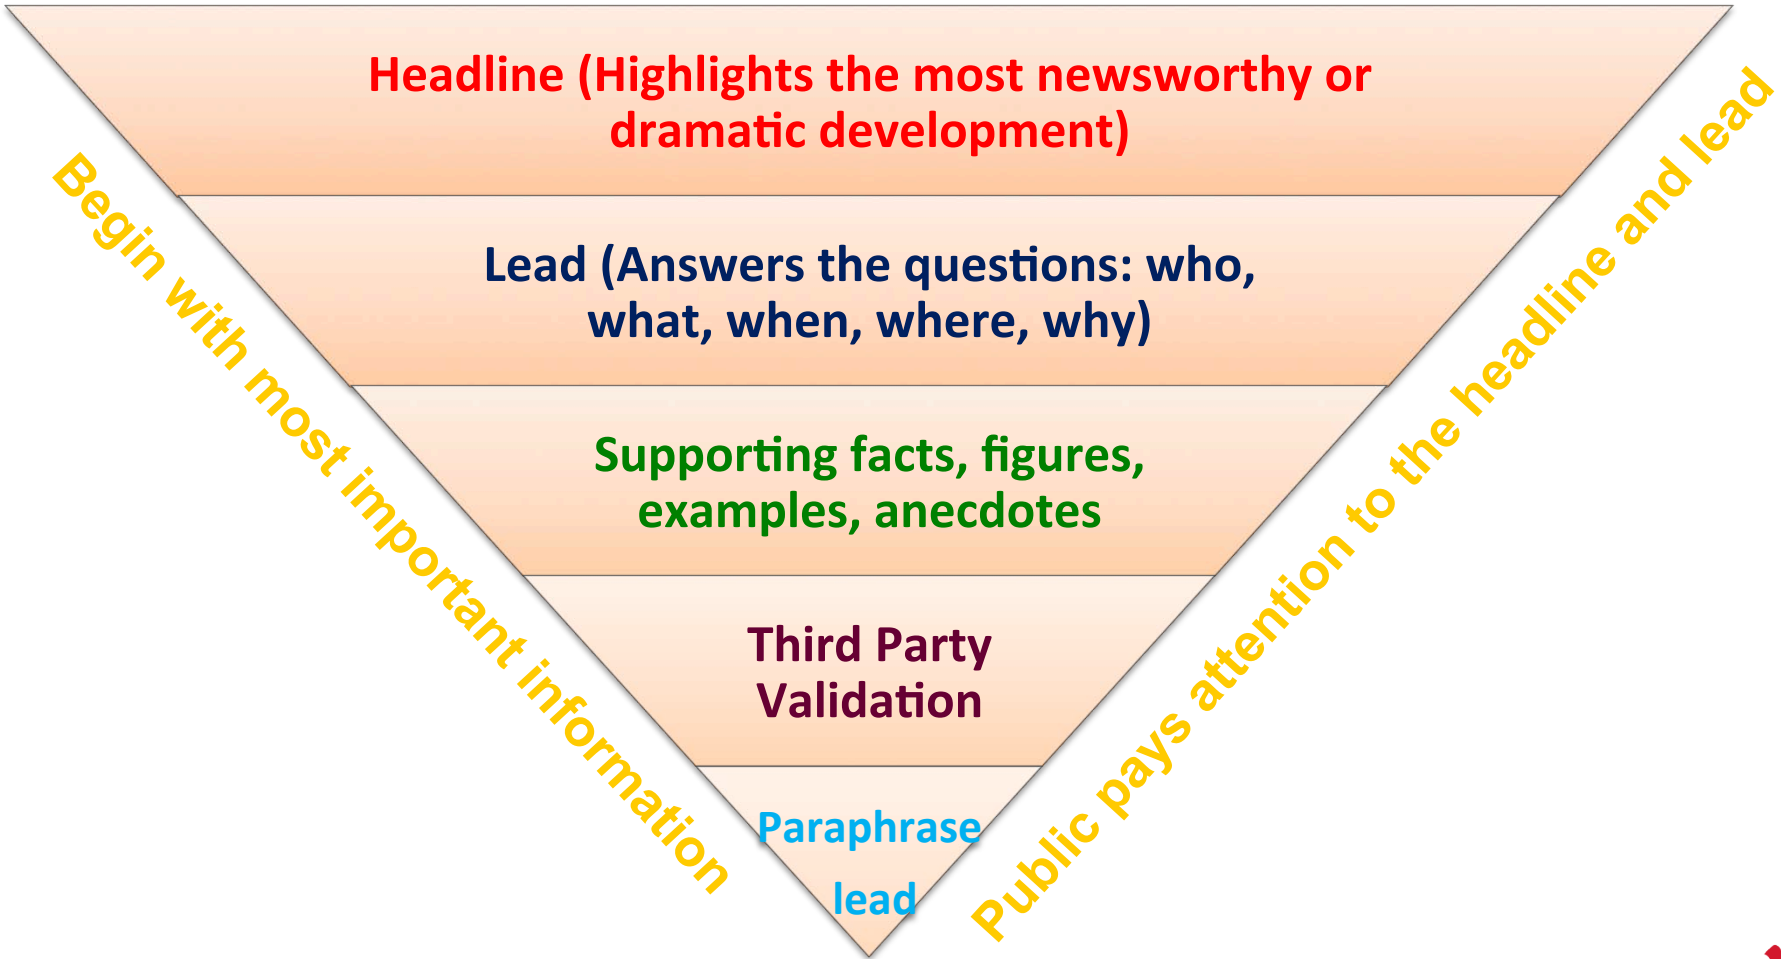 Headline (Highlights the most newsworthy or
dramatic development)
Lead (Answers the questions: who,
what, when, where, why)
Supporting facts, figures,
examples, anecdotes
Third Party
Validation
Paraphrase
lead
Begin with most important information
Public pays attention to the headline and lead